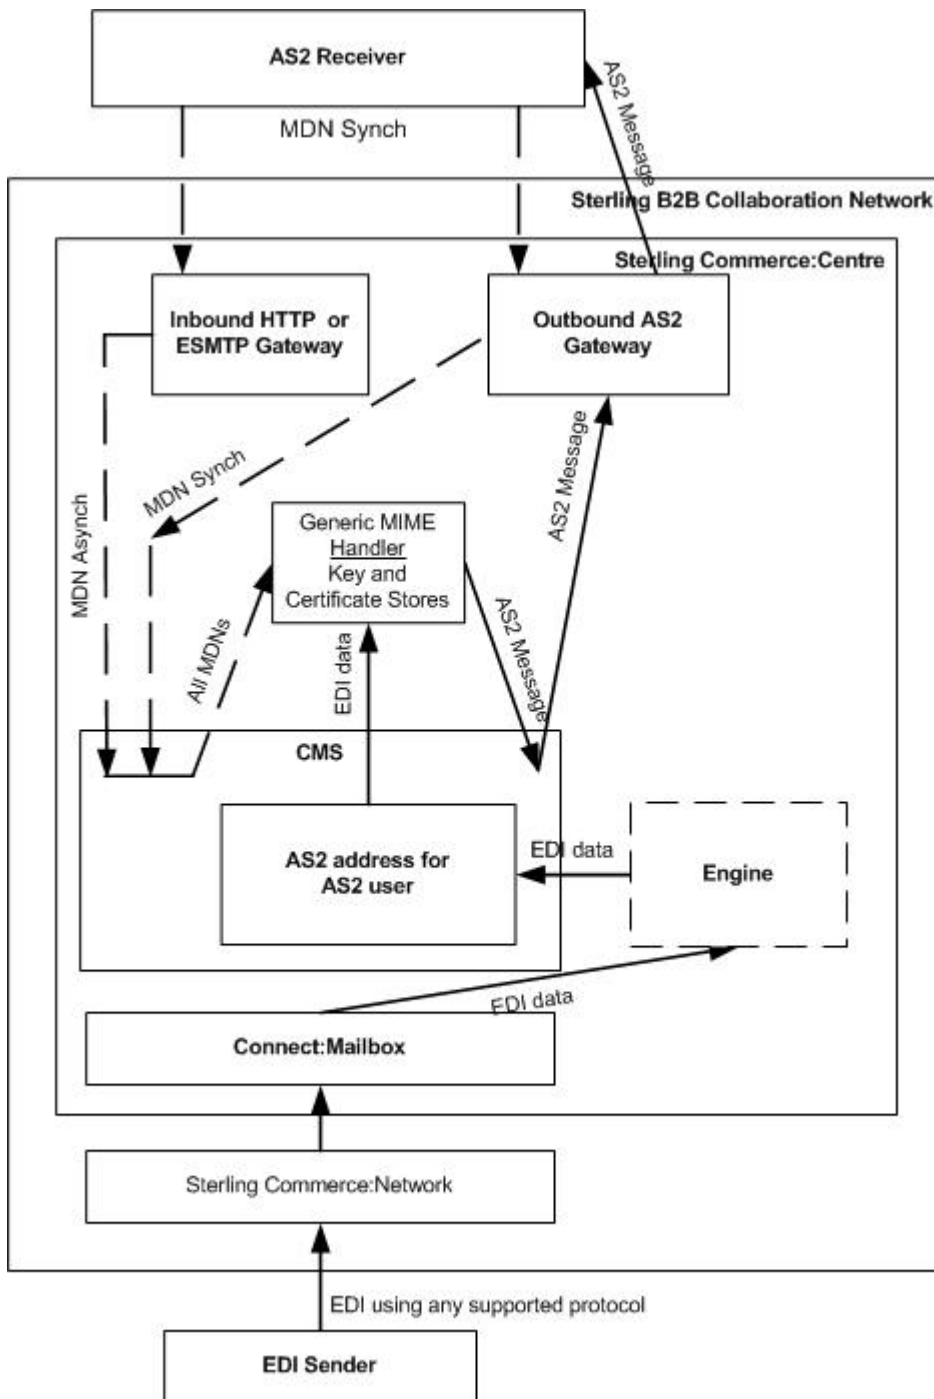 AS2 Receiver
MDN Synch
AS2 Message
Sterling B2B Collaboration Network
Sterling Commerce:Centre
Inbound HTTP or
ESMTP Gateway
Outbound AS2
Gateway
MDN Asynch
MDN Synch
AS2 Message
Generic MIME
Handler
Key and
Certificate Stores
All MDNs
EDI data
AS2 Message
CMS
AS2 address for
AS2 user
EDI data
Engine
EDI data
Connect:Mailbox
Sterling Commerce:Network
EDI using any supported protocol
EDI Sender